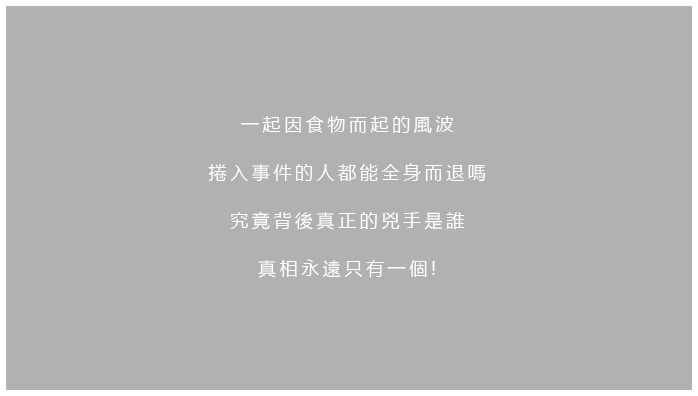 一起因食物而起的風波
捲入事件的人都能全身而退嗎
究竟背後真正的兇手是誰
真相永遠只有一個!